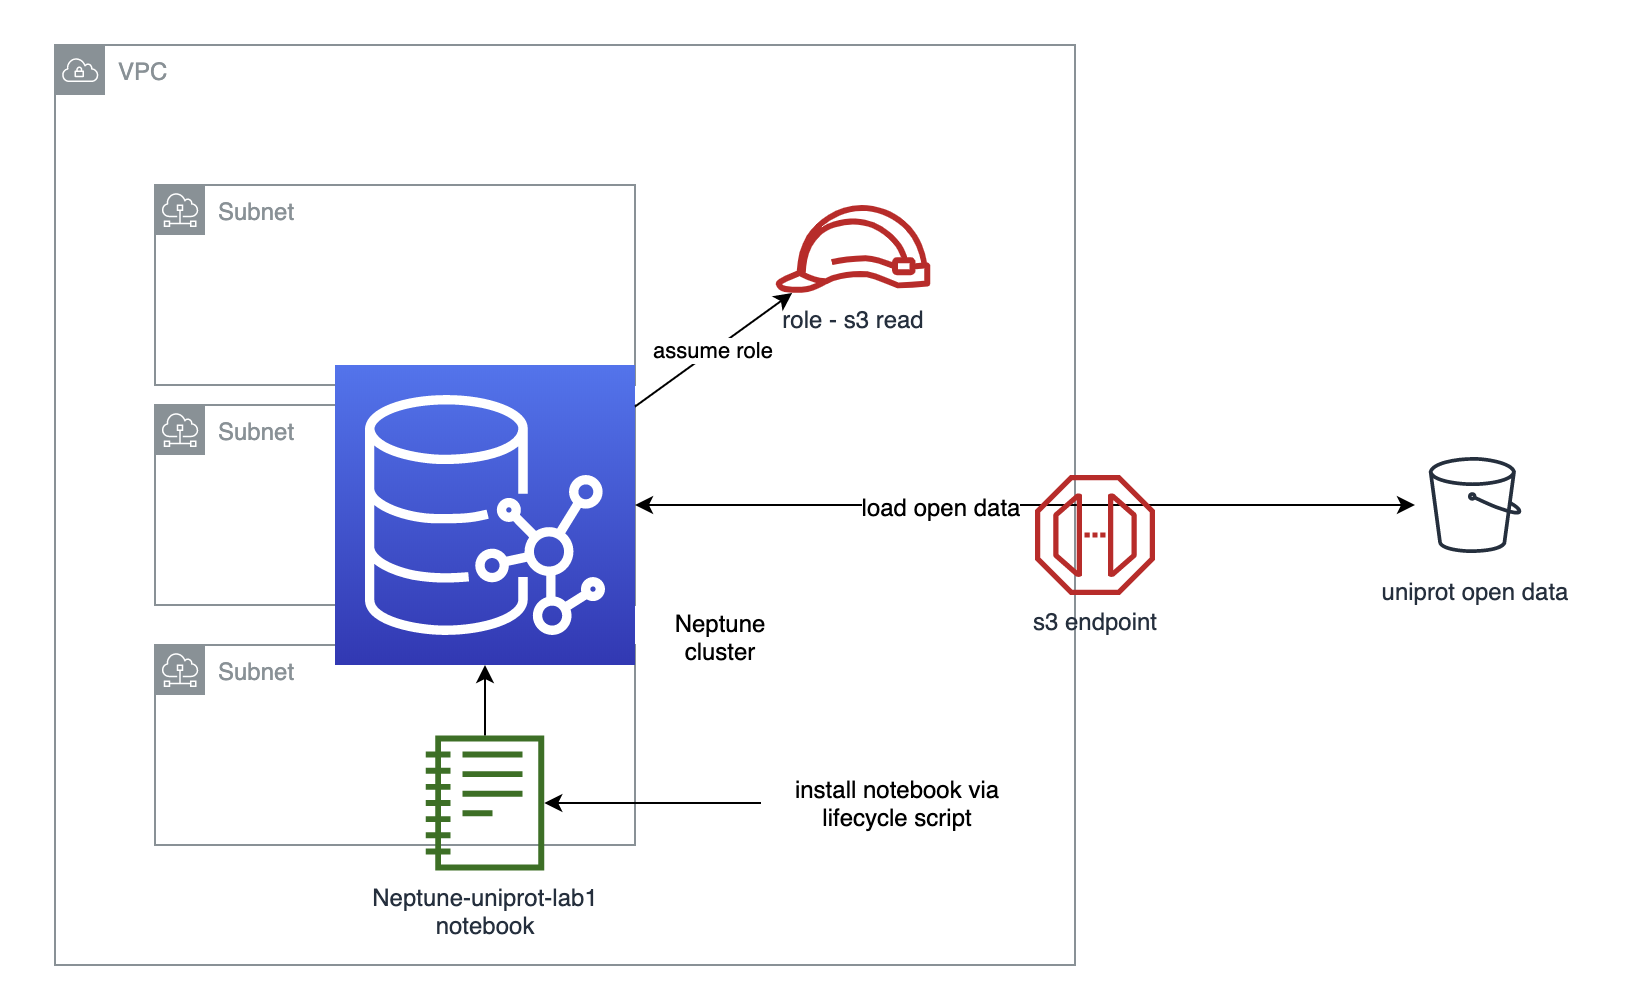 VPC
Subnet
role - s3 read
assume role
Subnet
load open data
uniprot open data
s3 endpoint
Neptune
cluster
Subnet
install notebook via
lifecycle script
Neptune-uniprot-lab1
notebook